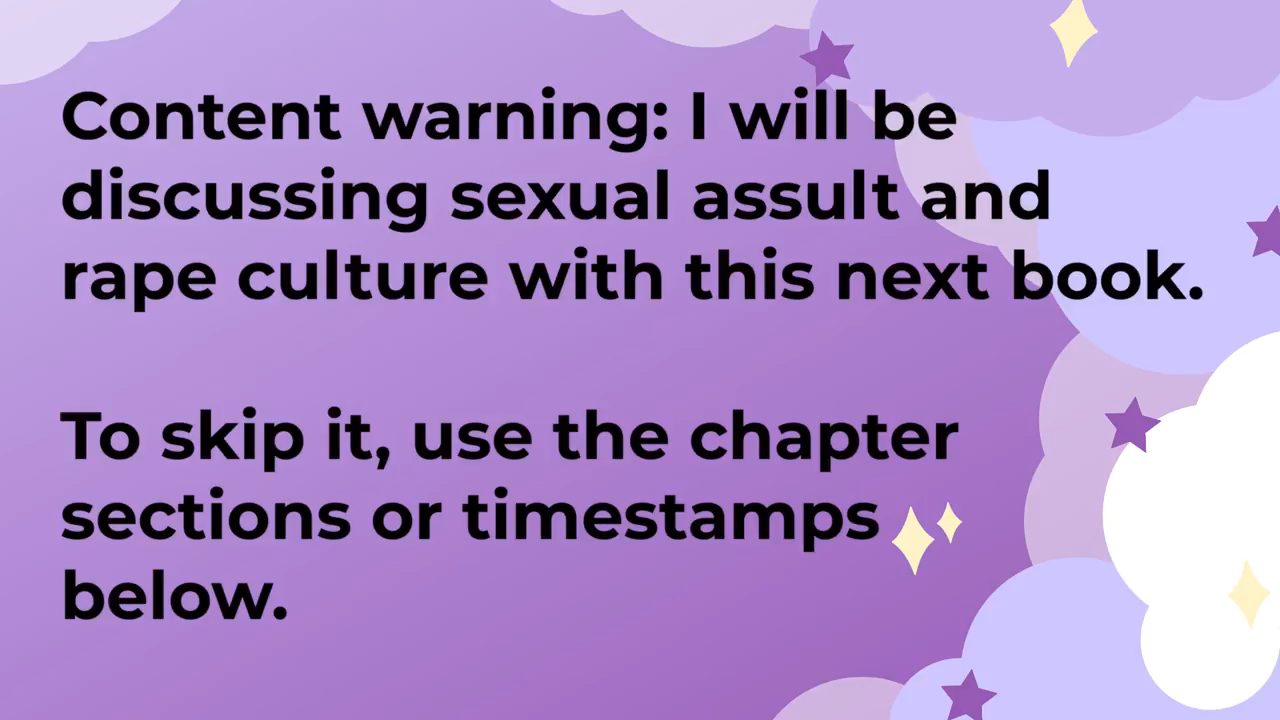 Content warning: I will be
discussing sexual assult and
rape culture with this next book.
To skip it, use the chapter
sections or timestamps
below.